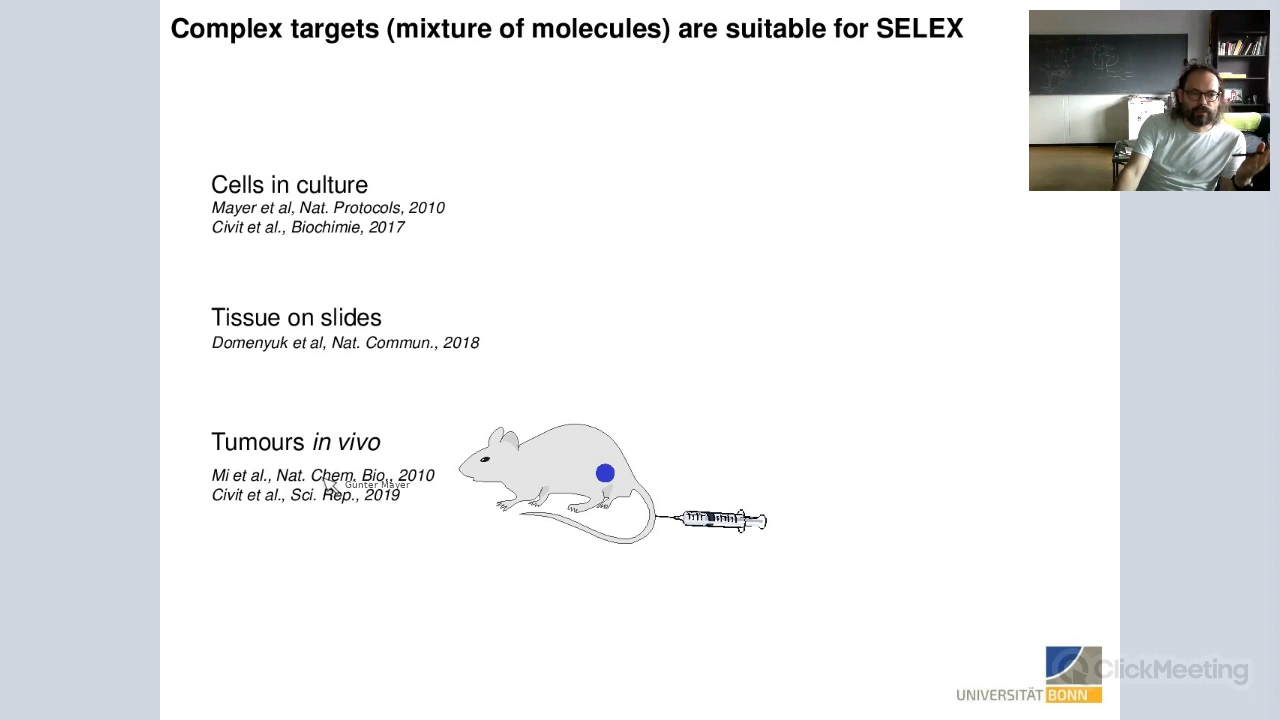 Complex targets (mixture of molecules) are suitable for SELEX
Cells in culture
Mayer et al, Nat. Protocols, 2010
Civit et al., Biochimie, 2017
Tissue on slides
Domenyuk et al, Nat. Commun., 2018
Tumours in vivo
Mi et al., Nat. Chem. Bio., 2010
Günter Mayer
Civit et al., Sci. Rep., 2019
ClickMeeting
UNIVERSITÄT BONN